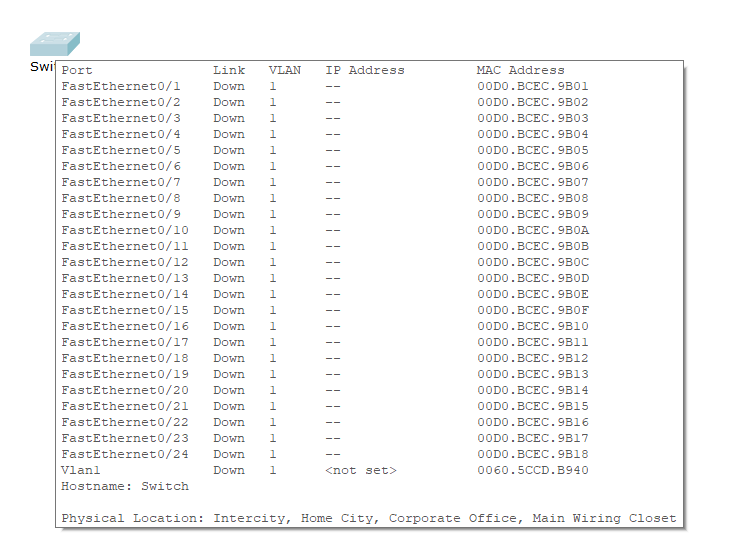 Swi
Port Link VLAN IP Address MAC Address
FastEthernet0/1 Down 1 -- 00D0.BCEC.9B01
FastEthernet0/2 Down 1 -- 00D0.BCEC.9B02
FastEthernet0/3 Down 1 -- 00D0.BCEC.9B03
FastEthernet0/4 Down 1 -- 00D0.BCEC.9B04
FastEthernet0/5 Down 1 -- 00D0.BCEC.9B05
FastEthernet0/6 Down 1 -- 00D0.BCEC.9B06
FastEthernet0/7 Down 1 -- 00D0.BCEC.9B07
FastEthernet0/8 Down 1 -- 00D0.BCEC.9B08
FastEthernet0/9 Down 1 -- 00D0.BCEC.9B09
FastEthernet0/10 Down 1 -- 00D0.BCEC.9B0A
FastEthernet0/11 Down 1 -- 00D0.BCEC.9B0B
FastEthernet0/12 Down 1 -- 00D0.BCEC.9B0C
FastEthernet0/13 Down 1 -- 00D0.BCEC.9B0D
FastEthernet0/14 Down 1 -- 00D0.BCEC.9B0E
FastEthernet0/15 Down 1 -- 00D0.BCEC.9B0F
FastEthernet0/16 Down 1 -- 00D0.BCEC.9B10
FastEthernet0/17 Down 1 -- 00D0.BCEC.9B11
FastEthernet0/18 Down 1 -- 00D0.BCEC.9B12
FastEthernet0/19 Down 1 -- 00D0.BCEC.9B13
FastEthernet0/20 Down 1 -- 00D0.BCEC.9B14
FastEthernet0/21 Down 1 -- 00D0.BCEC.9B15
FastEthernet0/22 Down 1 -- 00D0.BCEC.9B16
FastEthernet0/23 Down 1 -- 00D0.BCEC.9B17
FastEthernet0/24 Down 1 -- 00D0.BCEC.9B18
Vlan1 Down 1 <not set> 0060.5CCD.B940
Hostname: Switch
Physical Location: Intercity, Home City, Corporate Office, Main Wiring Closet